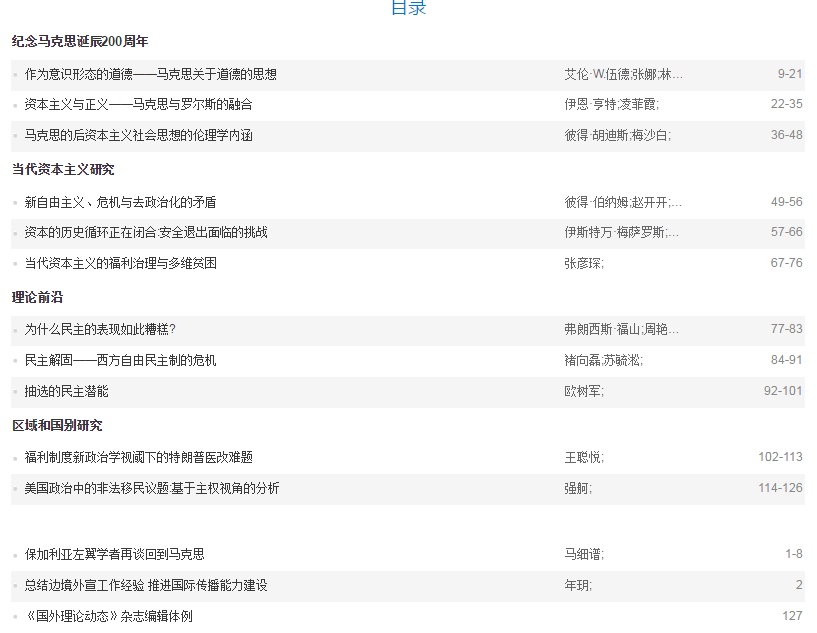 目录
纪念马克思诞辰200周年
作为意识形态的道德——马克思关于道德的思想 艾伦·W.伍德;张娜;林... 9-21
资本主义与正义——马克思与罗尔斯的融合 伊恩·亨特;凌菲霞; 22-35
马克思的后资本主义社会思想的伦理学内涵 彼得·胡迪斯;梅沙白; 36-48
当代资本主义研究
新自由主义、危机与去政治化的矛盾 彼得·伯纳姆;赵开开;... 49-56
资本的历史循环正在闭合:安全退出面临的挑战 伊斯特万·梅萨罗斯;... 57-66
当代资本主义的福利治理与多维贫困 张彦琛; 67-76
理论前沿
为什么民主的表现如此糟糕? 弗朗西斯·福山;周艳... 77-83
民主解固——西方自由民主制的危机 褚向磊;苏毓淞; 84-91
抽选的民主潜能 欧树军; 92-101
区域和国别研究
福利制度新政治学视阈下的特朗普医改难题 王聪悦; 102-113
美国政治中的非法移民议题:基于主权视角的分析 强舸; 114-126
保加利亚左翼学者再谈回到马克思 马细谱; 1-8
总结边境外宣工作经验 推进国际传播能力建设 年玥; 2
《国外理论动态》杂志编辑体例 127